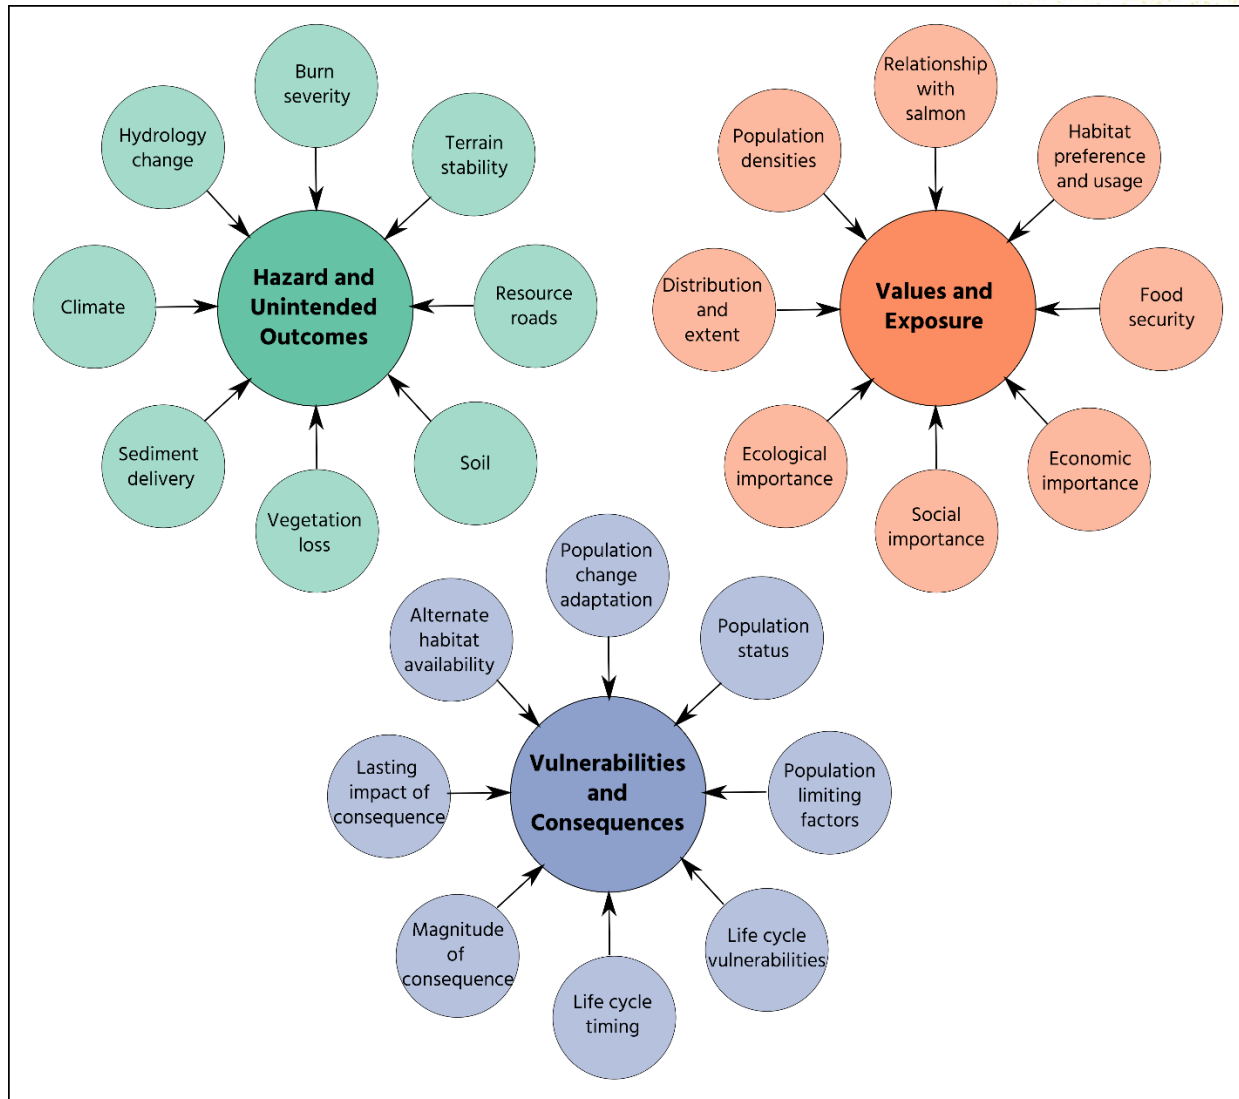 Burn
severity
Hydrology
change
Terrain
stability
Climate
Hazard and
Unintended
Outcomes
Resource
roads
Sediment
delivery
Vegetation
loss
Soil
Relationship
with
salmon
Population
densities
Habitat
preference
and usage
Distribution
and
extent
Values and
Exposure
Food
security
Ecological
importance
Social
importance
Economic
importance
Population
change
adaptation
Alternate
habitat
availability
Population
status
Lasting
impact of
consequence
Vulnerabilities
and
Consequences
Population
limiting
factors
Magnitude
of
consequence
Life cycle
timing
Life cycle
vulnerabilities